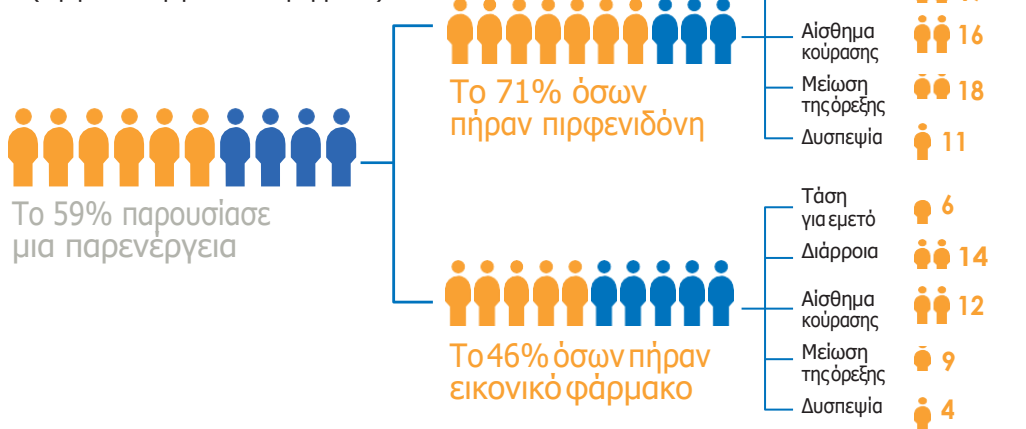 Αίσθημα
κούρασης
16
Μείωση
της όρεξης
18
Δυσπεψία
11
Το 71% όσων
πήραν πιρφενιδόνη
Το 59% παρουσίασε
μια παρενέργεια
Τάση
για εμετό
6
Διάρροια
14
Αίσθημα
κούρασης
12
Μείωση
της όρεξης
9
Δυσπεψία
4
Το 46% όσων πήραν
εικονικό φάρμακο